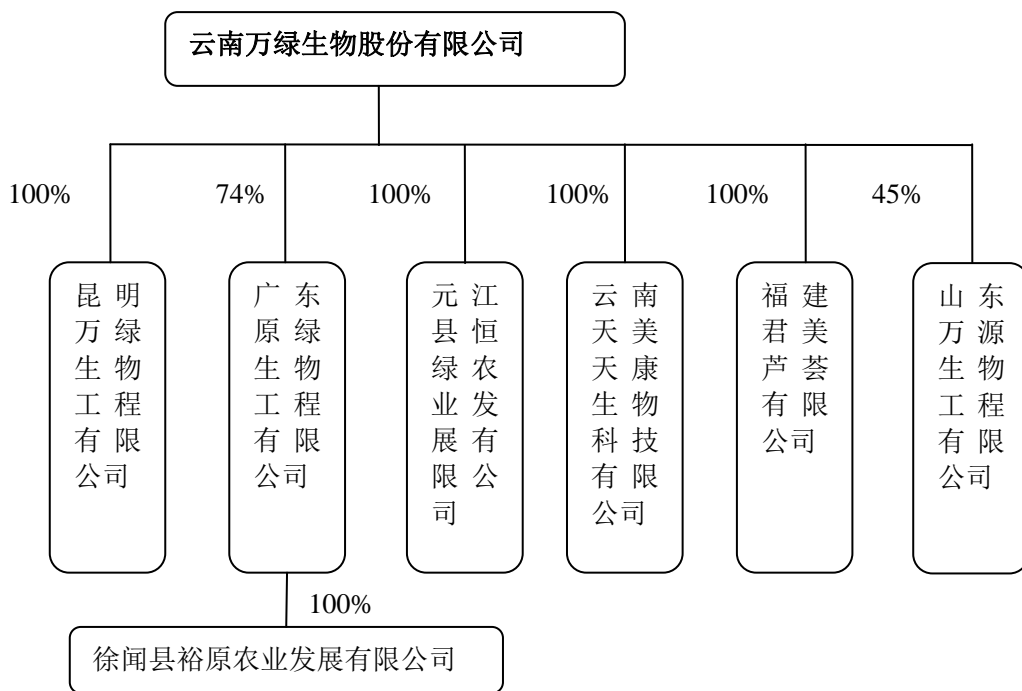 云南万绿生物股份有限公司
100%
74%
100%
100%
100%
45%
昆明
万绿
生物
工程
有限
公司
广东
原绿
生物
工程
有限
公司
元江
县恒
绿农
业发
展有
限公
司
云南
天美
天康
生物
科技
有限
公司
福建
君美
芦荟
有限
公司
山东
万源
生物
工程
有限
公司
100%
徐闻县裕原农业发展有限公司